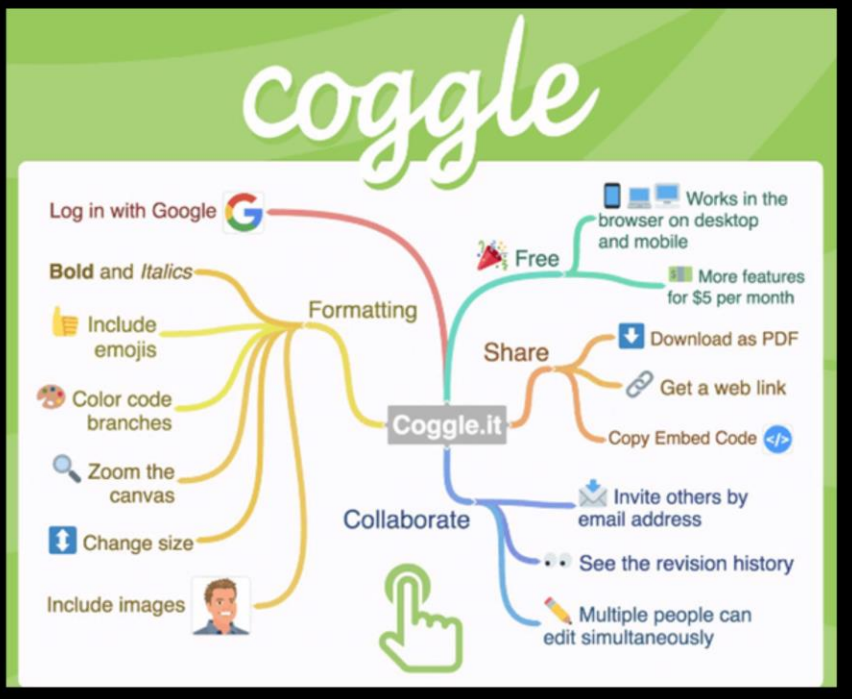 coggle
Log in with Google
Bold and Italics
Include
emojis
Color code
branches
Zoom the
canvas
Change size
Include images
Formatting
Coggle.it
Free
Works in the
browser on desktop
and mobile
More features
for $5 per month
Share
Download as PDF
Get a web link
Copy Embed Code </>
Collaborate
Invite others by
email address
See the revision history
Multiple people can
edit simultaneously